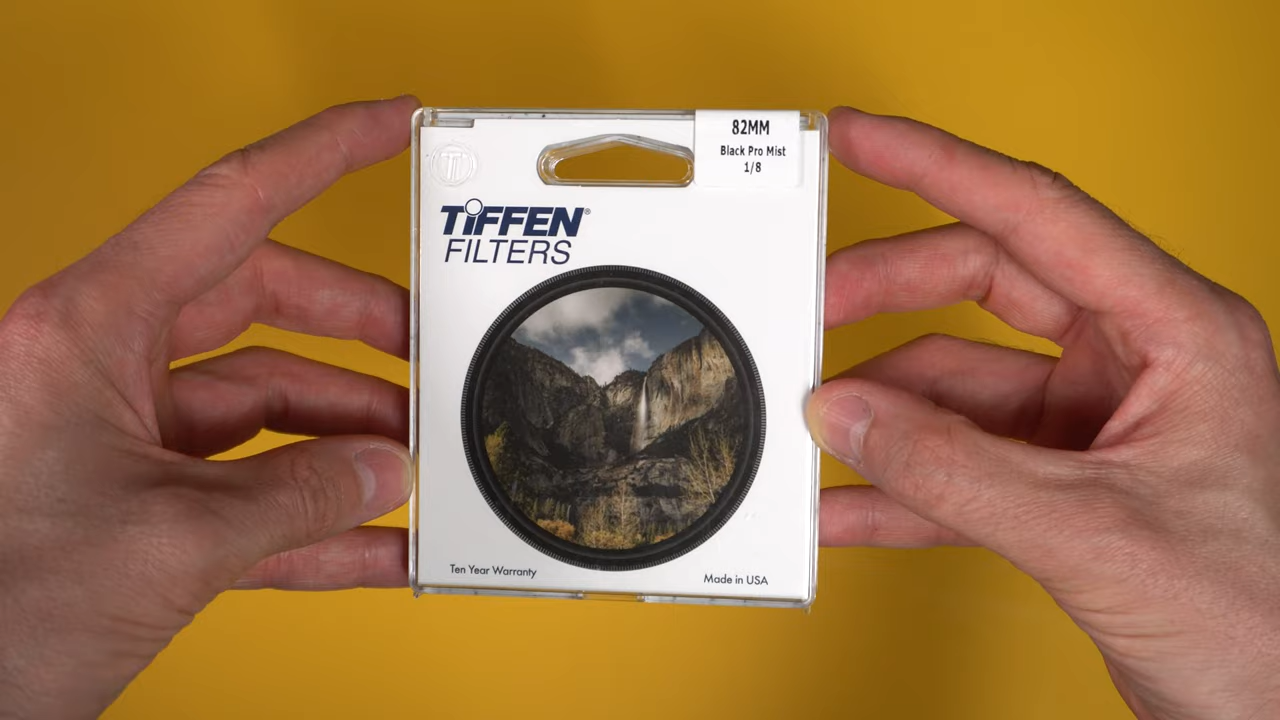 82MM
Black Pro Mist
1/8
TIFFEN®
FILTERS
Ten Year Warranty
Made in USA